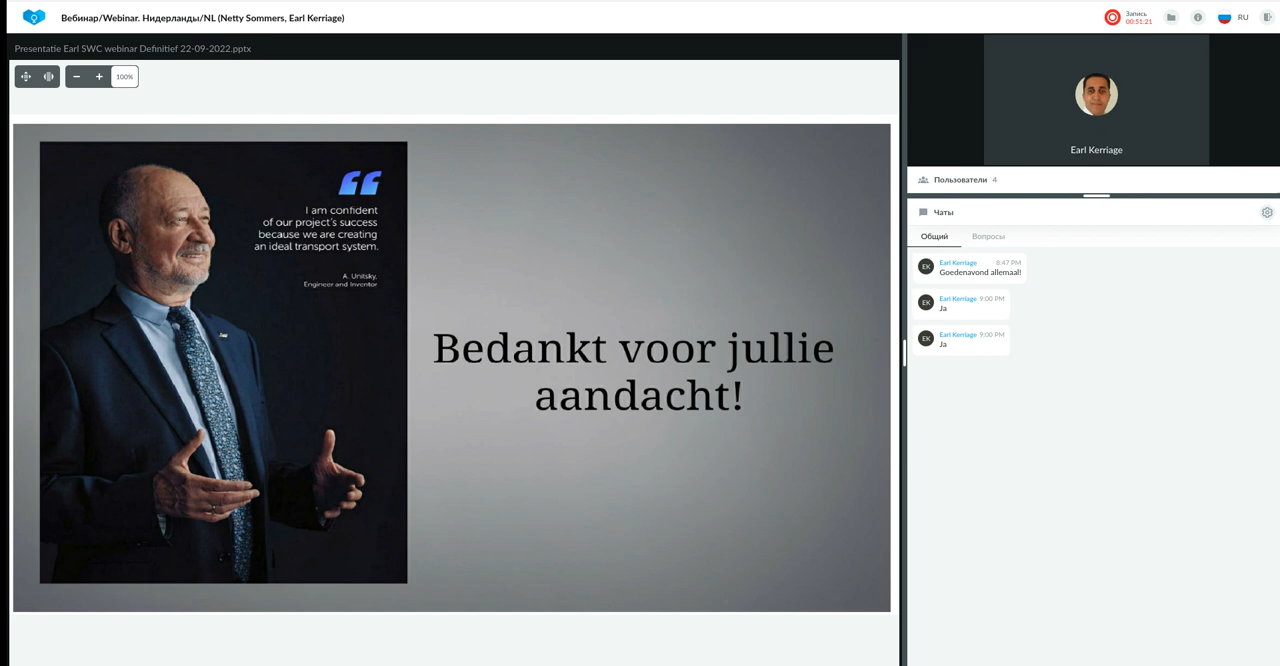 Вебинар/Webinar. Нидерланды/NL (Netty Sommers, Earl Kerriage)
Запись
00:51:21
RU
Presentatie Earl SWC webinar Definitief 22-09-2022.pptx
100%
I am confident
of our project's success
because we are creating
an ideal transport system.
A. Unitsky,
Engineer and Inventor
Bedankt voor jullie
aandacht!
Earl Kerriage
Пользователи 4
Чаты
Общий Вопросы
EK
Earl Kerriage 8:47 PM
Goedenavond allemaal!
EK
Earl Kerriage 9:00 PM
Ja
EK
Earl Kerriage 9:00 PM
Ja